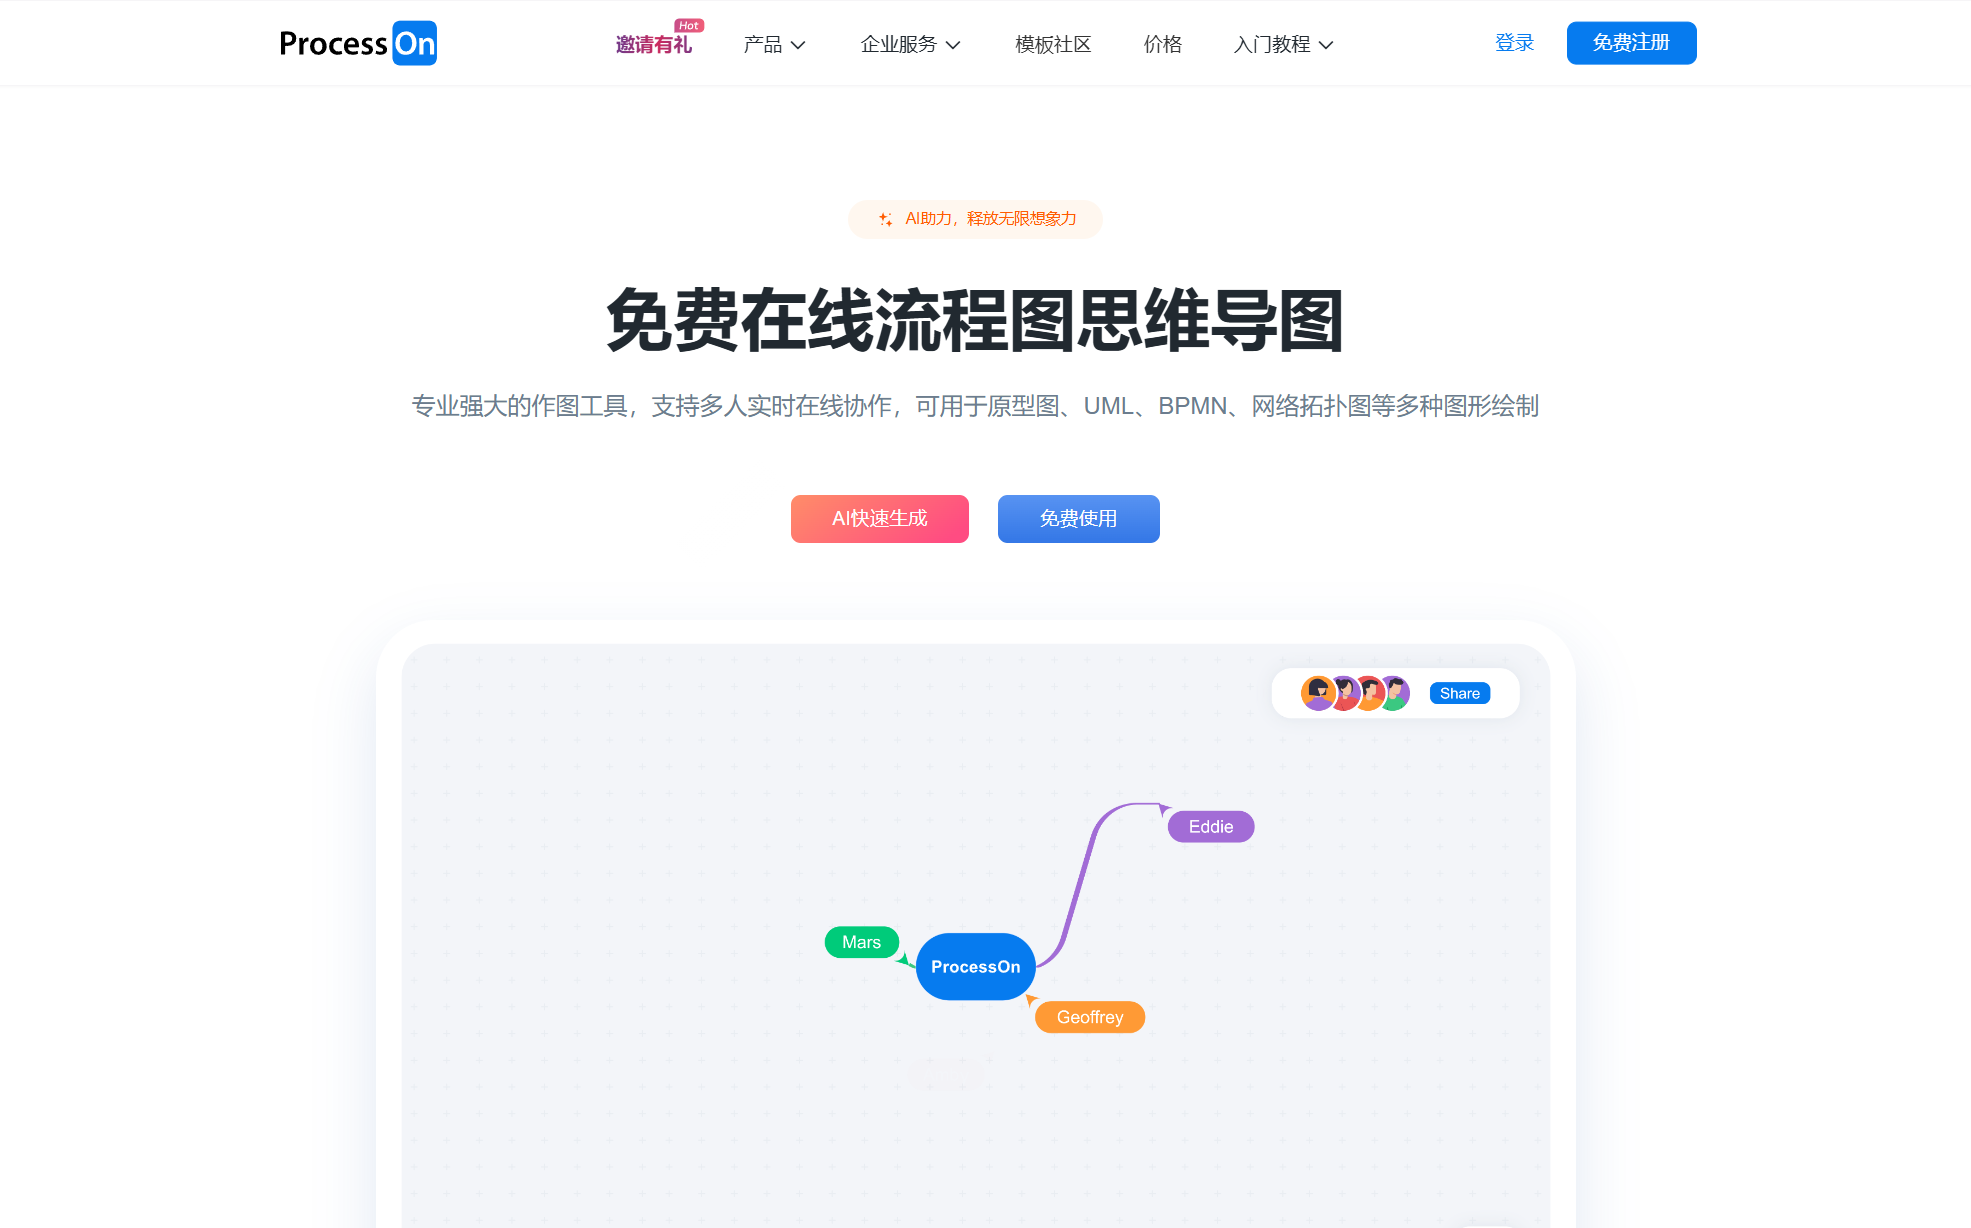 ProcessOn
邀请有礼
Hot
产品
企业服务
模板社区
价格
入门教程
登录
免费注册
AI助力，释放无限想象力
免费在线流程图思维导图
专业强大的作图工具，支持多人实时在线协作，可用于原型图、UML、BPMN、网络拓扑图等多种图形绘制
AI快速生成
免费使用
Share
Eddie
Mars
ProcessOn
Geoffrey